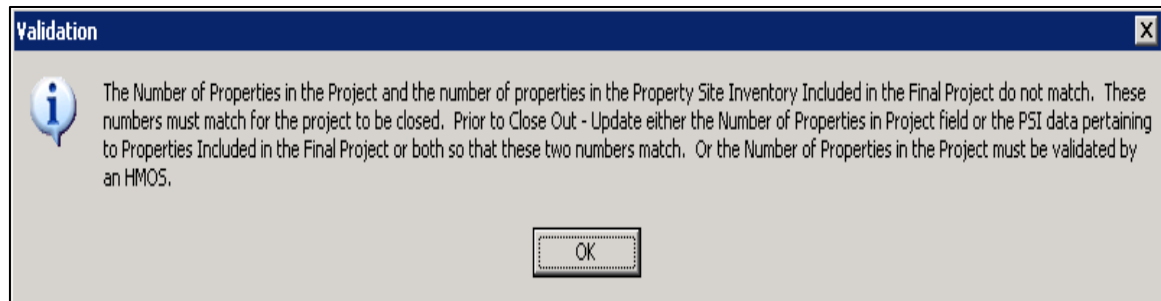 Validation
The Number of Properties in the Project and the number of properties in the Property Site Inventory Included in the Final Project do not match.  These
numbers must match for the project to be closed.  Prior to Close Out - Update either the Number of Properties in Project field or the PSI data pertaining
to Properties Included in the Final Project or both so that these two numbers match.  Or the Number of Properties in the Project must be validated by
an HMOS.
OK